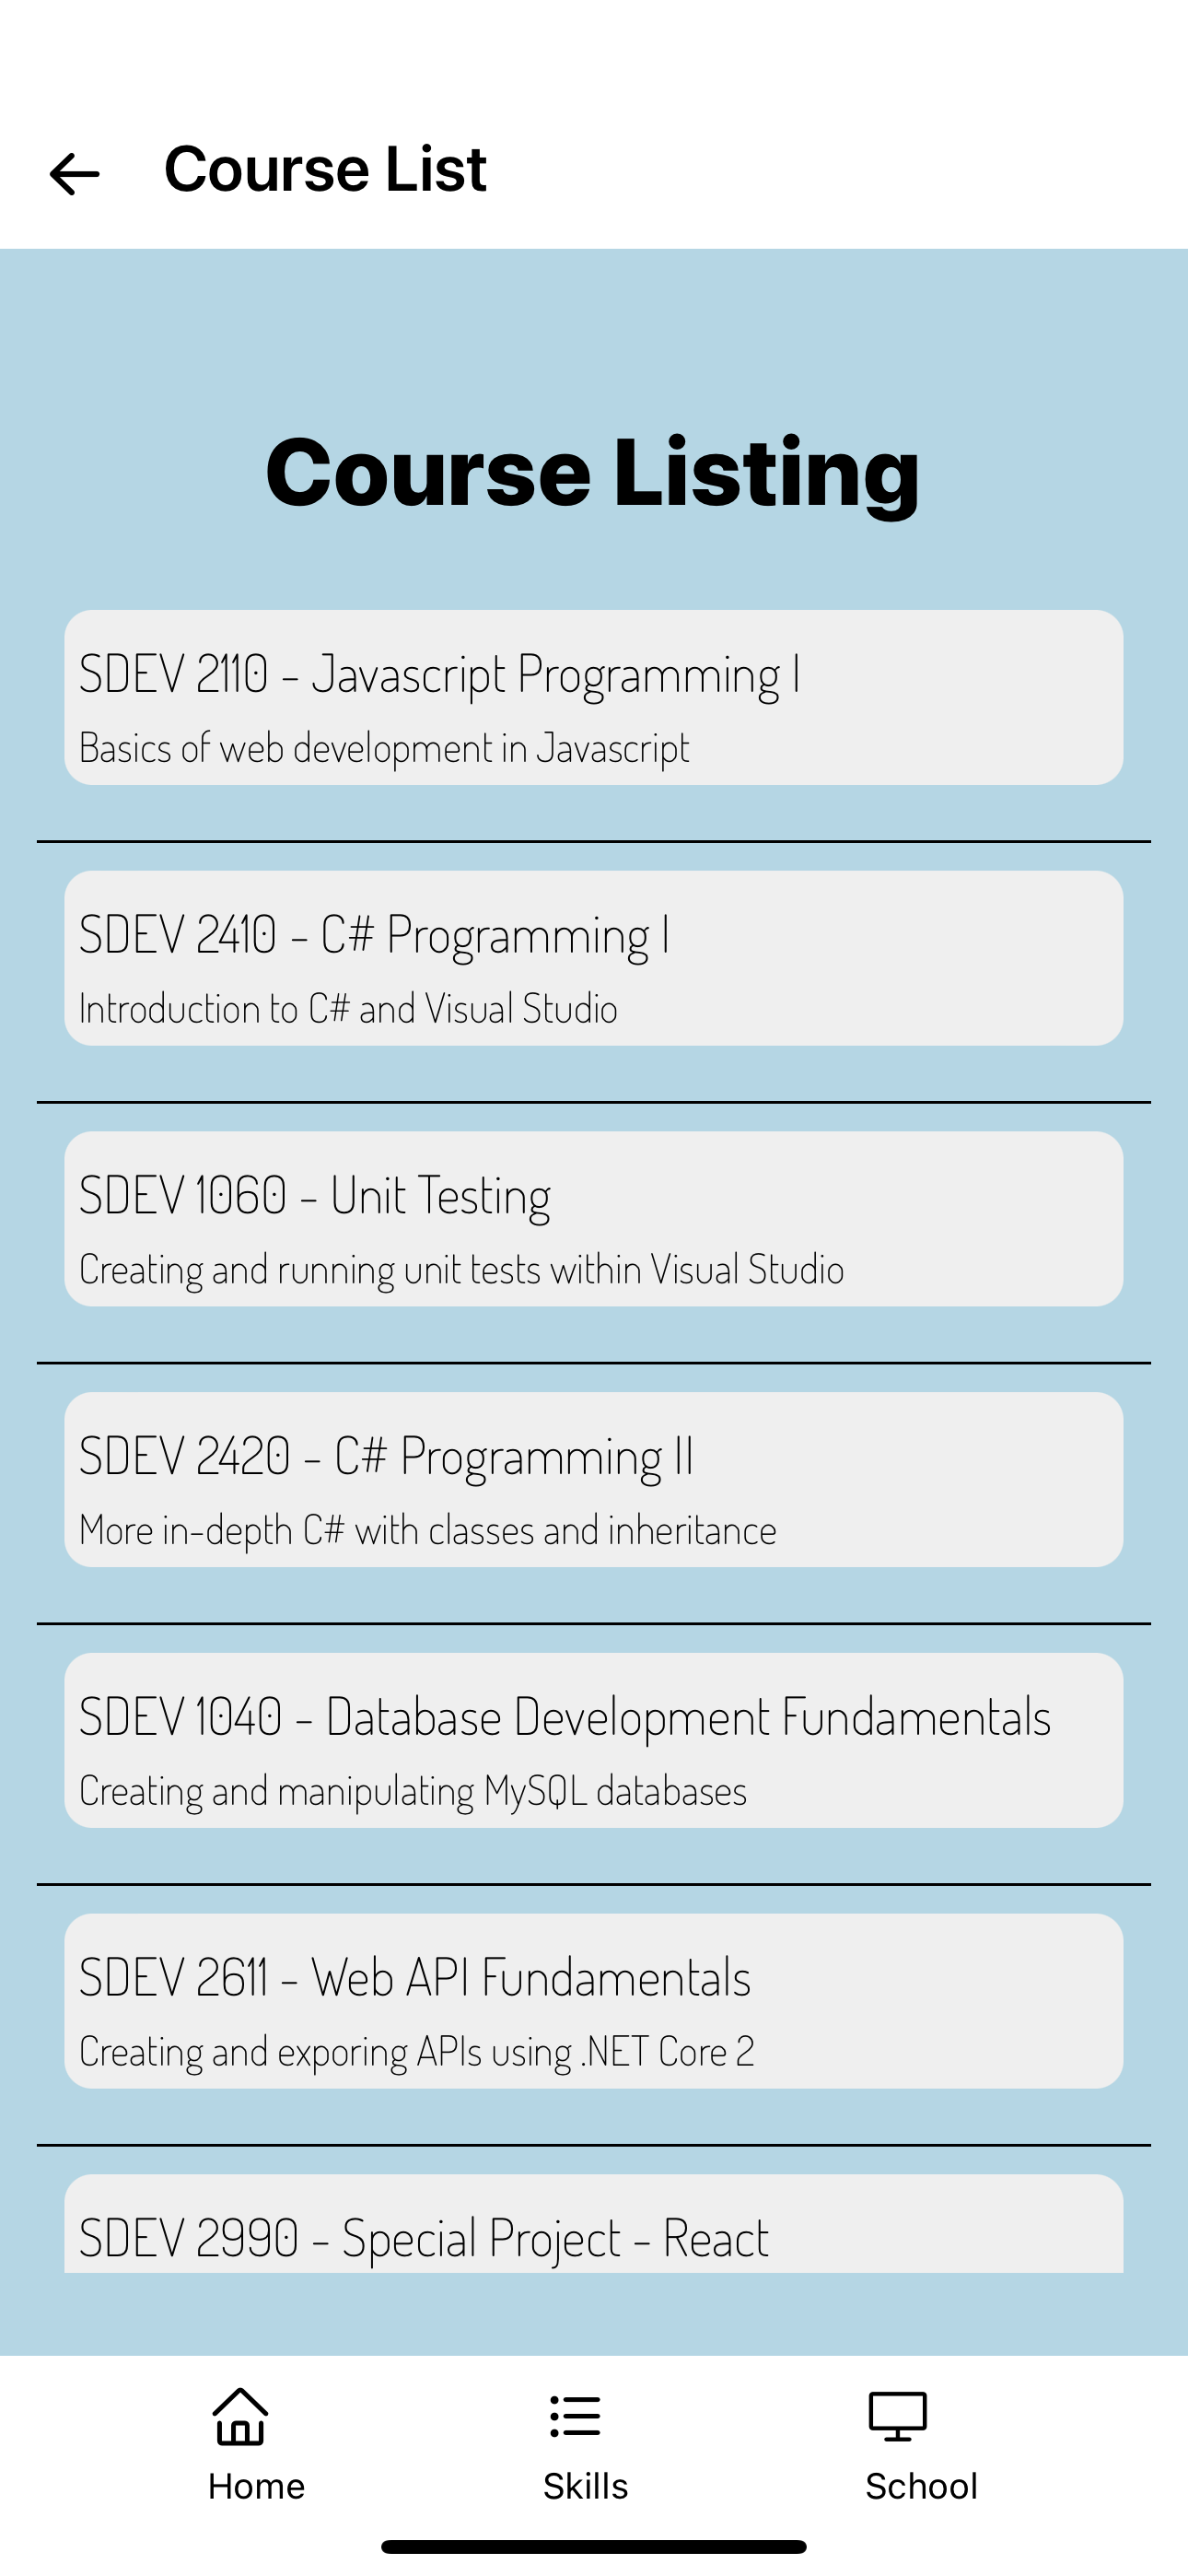 Course List
Course Listing
SDEV 2110 - Javascript Programming I
Basics of web development in Javascript
SDEV 2410 - C# Programming I
Introduction to C# and Visual Studio
SDEV 1060 - Unit Testing
Creating and running unit tests within Visual Studio
SDEV 2420 - C# Programming II
More in-depth C# with classes and inheritance
SDEV 1040 - Database Development Fundamentals
Creating and manipulating MySQL databases
SDEV 2611 - Web API Fundamentals
Creating and exporing APIs using .NET Core 2
SDEV 2990 - Special Project - React
Home
Skills
School